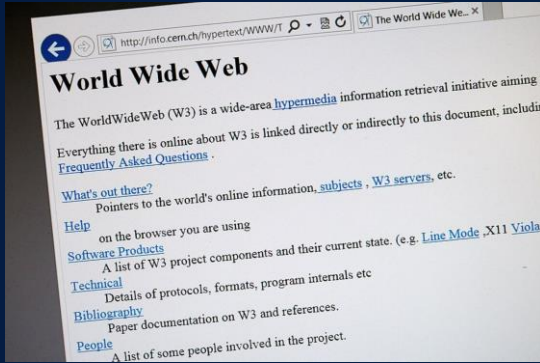 http://info.cern.ch/hypertext/WWW/T
The World Wide We...
World Wide Web
The WorldWideWeb (W3) is a wide-area hypermedia information retrieval initiative aiming
Everything there is online about W3 is linked directly or indirectly to this document, includi
Frequently Asked Questions .
What's out there?
Pointers to the world's online information, subjects , W3 servers, etc.
Help
on the browser you are using
Software Products
A list of W3 project components and their current state. (e.g. Line Mode ,X11 Viola
Technical
Details of protocols, formats, program internals etc
Bibliography
Paper documentation on W3 and references.
People
A list of some people involved in the project.